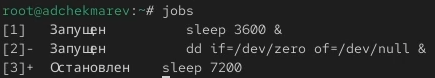 root@adchekmarev:~# jobs
[1]   Запущен          sleep 3600 &
[2]-  Запущен          dd if=/dev/zero of=/dev/null &
[3]+  Остановлен    sleep 7200